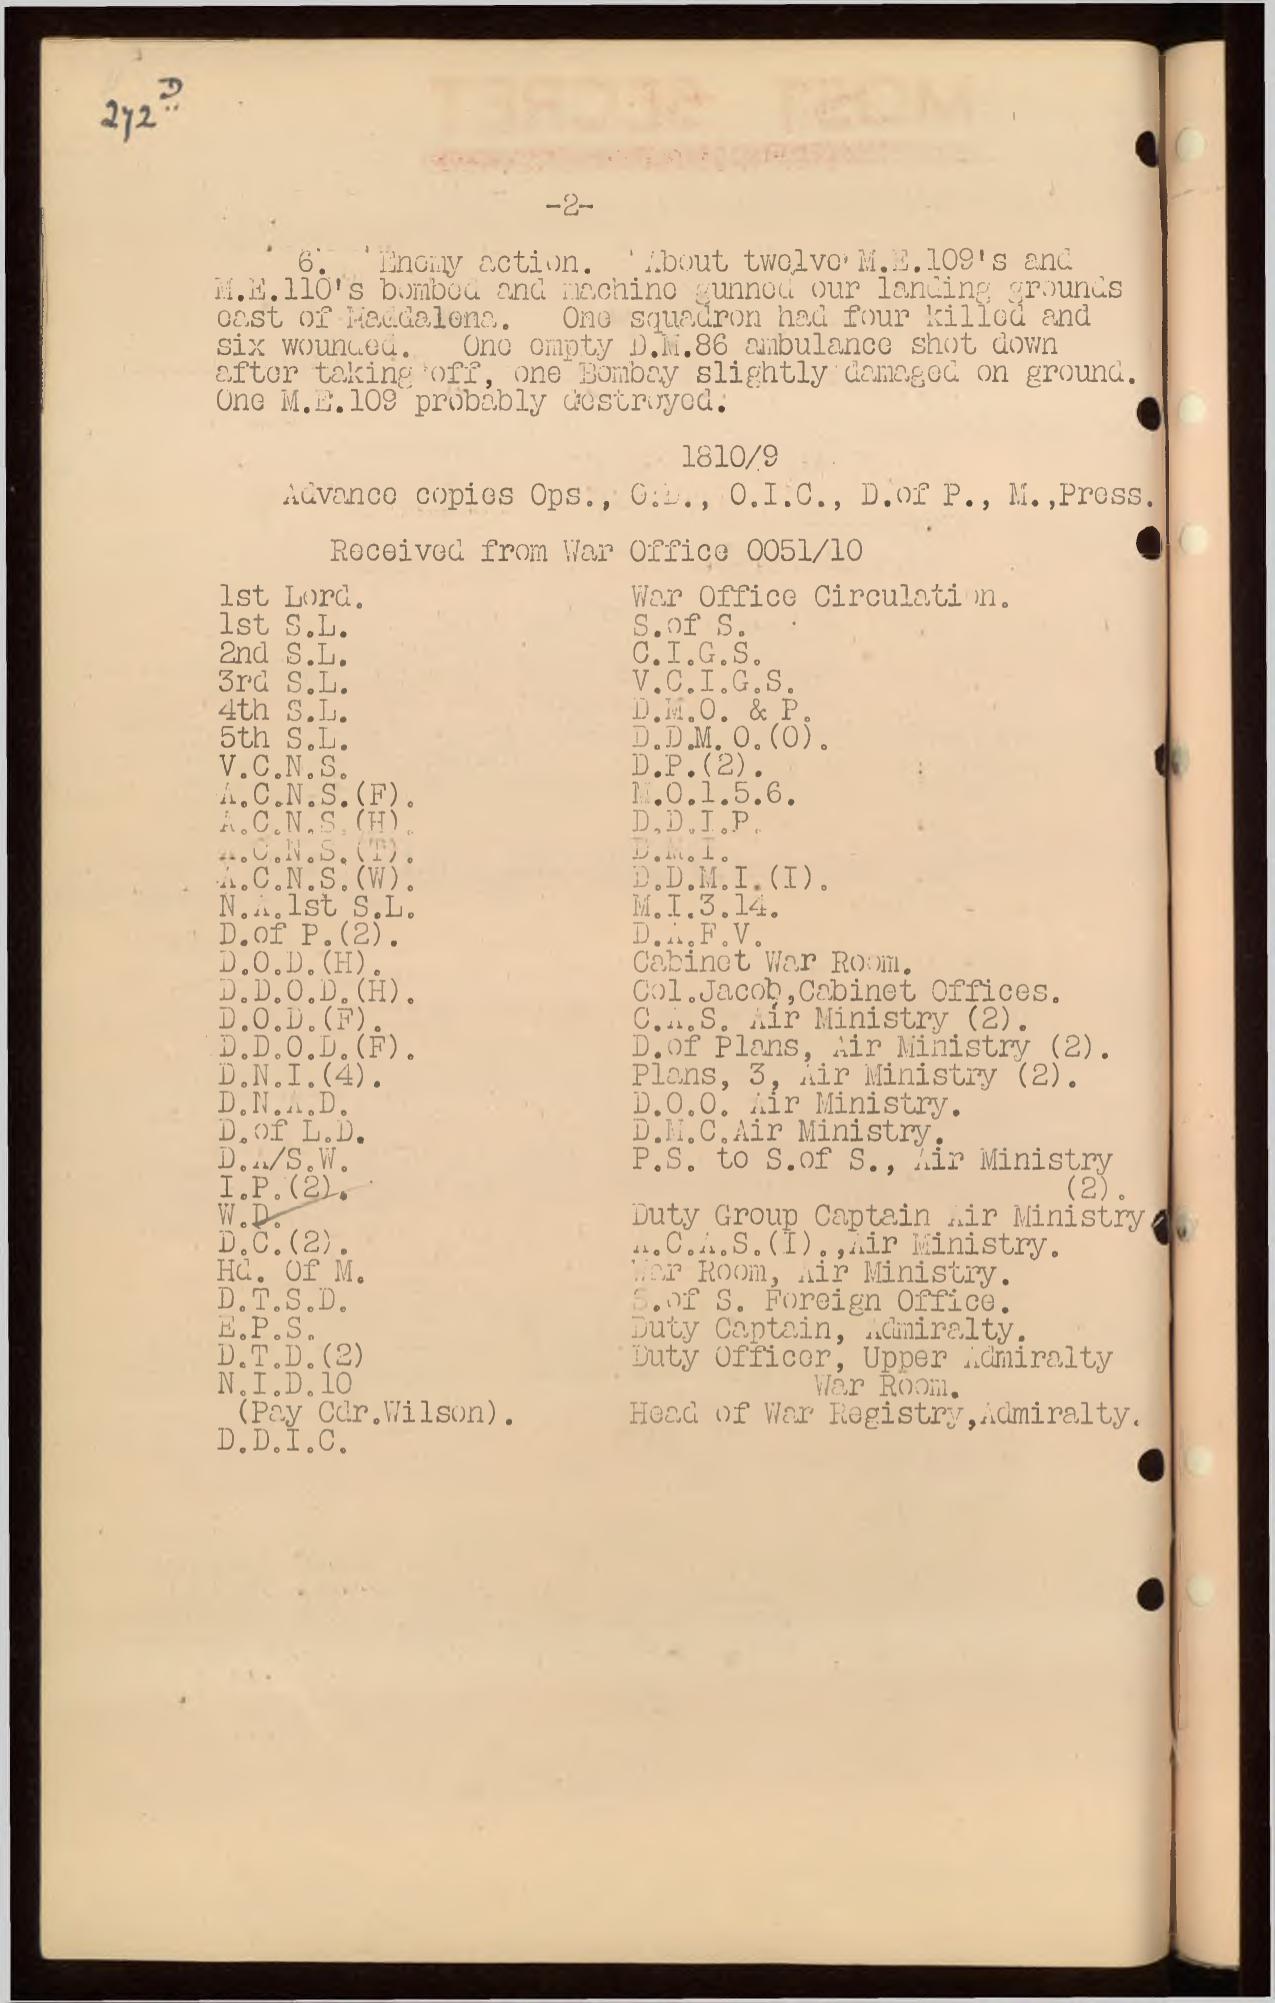 272 D
-2-
6. Enemy action. About twelve M.E.109's and
M.E.110's bombed and machine gunned our landing grounds
east of Maddalena. One squadron had four killed and
six wounded. One empty D.H.86 ambulance shot down
after taking off, one Bombay slightly damaged on ground.
One M.E.109 probably destroyed.
1810/9
Advance copies Ops., O.I.C., D.of P., M.,Press.
Received from War Office 0051/10
1st Lord.
1st S.L.
2nd S.L.
3rd S.L.
4th S.L.
5th S.L.
V.C.N.S.
A.C.N.S.(F).
A.C.N.S.(H).
A.C.N.S.(T).
A.C.N.S.(W).
N.A.1st S.L.
D.of P.(2).
D.O.D.(H).
D.D.O.D.(H).
D.O.D.(F).
D.D.O.D.(F).
D.N.I.(4).
D.N.A.D.
D.of L.D.
D.A/S.W.
I.P.(2).
W.D.
D.C.(2).
Hd. Of M.
D.T.S.D.
E.P.S.
D.T.D.(2)
N.I.D.10
(Pay Cdr.Wilson).
D.D.I.C.
War Office Circulation.
S.of S.
C.I.G.S.
V.C.I.G.S.
D.M.O. & P.
D.D.M.O.(O).
D.P.(2).
M.O.1.5.6.
D.D.I.P.
D.M.I.
D.D.M.I.(I).
M.I.3.14.
D.A.F.V.
Cabinet War Room.
Col.Jacob,Cabinet Offices.
C.A.S. Air Ministry (2).
D.of Plans, Air Ministry (2).
Plans, 3, Air Ministry (2).
D.O.O. Air Ministry.
D.M.C.Air Ministry.
P.S. to S.of S., Air Ministry
(2).
Duty Group Captain Air Ministry
A.C.A.S.(I).,Air Ministry.
War Room, Air Ministry.
S.of S. Foreign Office.
Duty Captain, Admiralty.
Duty Officer, Upper Admiralty
War Room.
Head of War Registry,Admiralty.